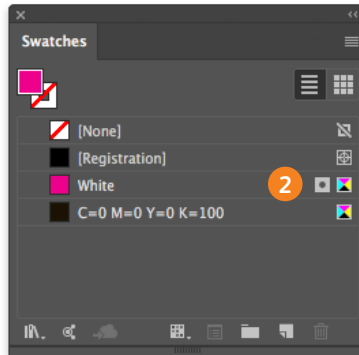 Swatches
[None]
[Registration]
White
2
C=0 M=0 Y=0 K=100